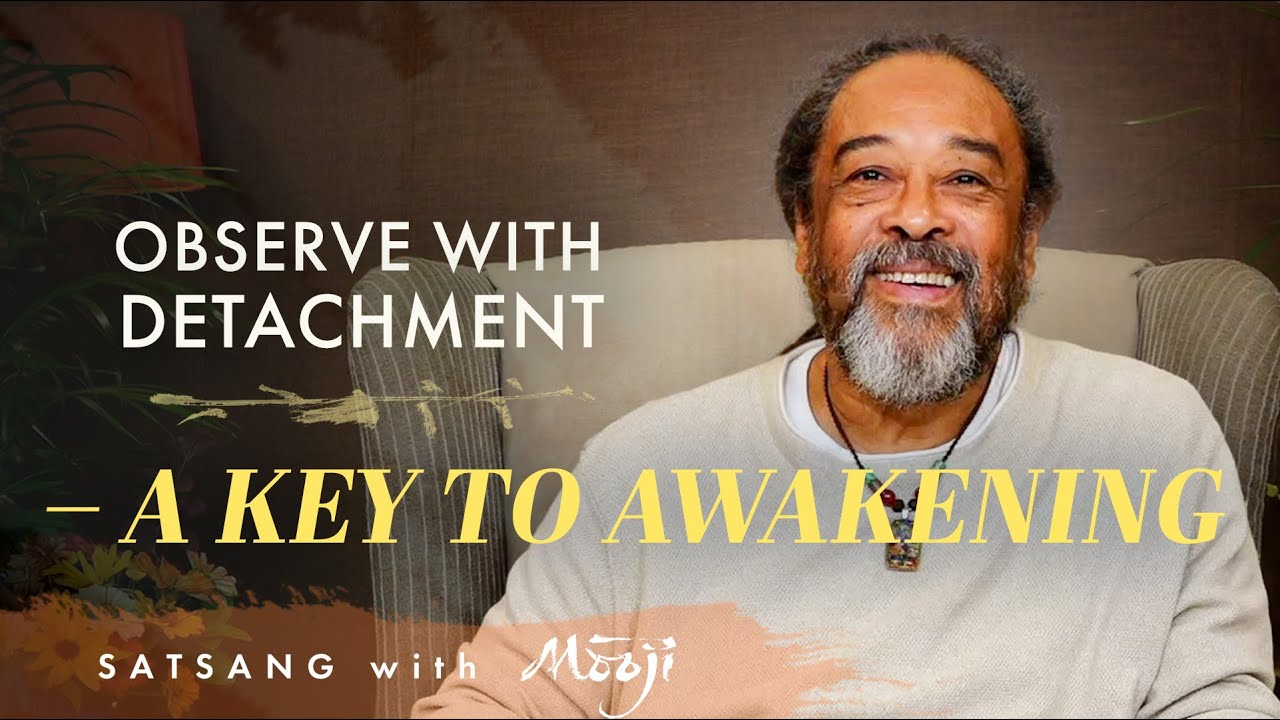 OBSERVE WITH
DETACHMENT
– A KEY TO AWAKENING
SATSANG with Mooji